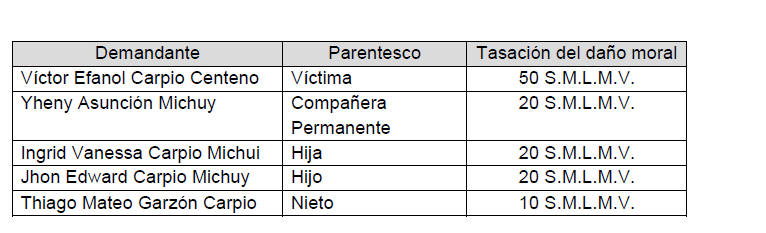 Demandante Parentesco Tasación del daño moral
Víctor Efanol Carpio Centeno Víctima 50 S.M.L.M.V.
Yheny Asunción Michuy Compañera 20 S.M.L.M.V.
Permanente
Ingrid Vanessa Carpio Michui Hija 20 S.M.L.M.V.
Jhon Edward Carpio Michuy Hijo 20 S.M.L.M.V.
Thiago Mateo Garzón Carpio Nieto 10 S.M.L.M.V.